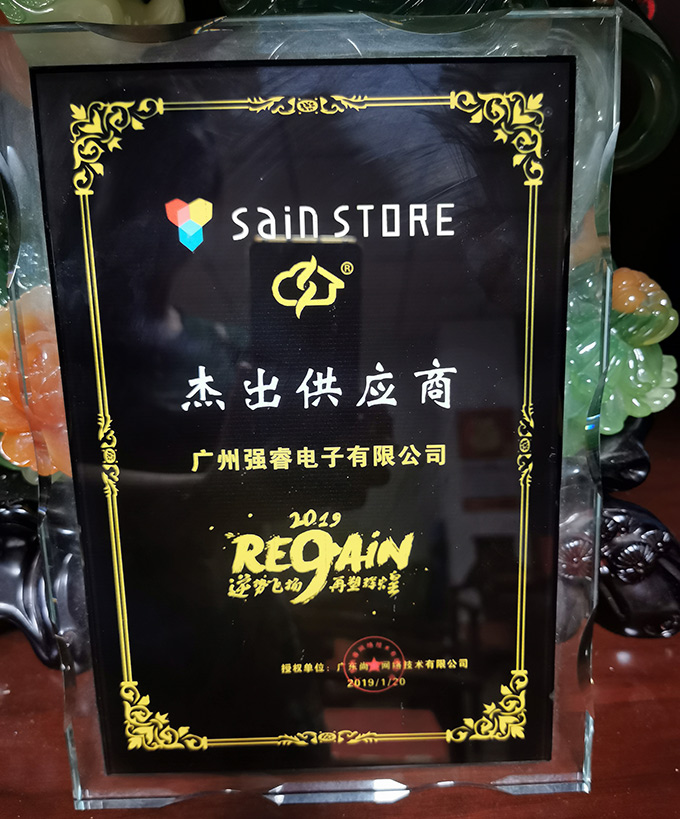 sain STORE
®
杰出供应商
广州强睿电子有限公司
2019
REGAIN
逆势飞扬 再塑辉煌
授权单位：广东尚 网络技术有限公司
2019/1/20